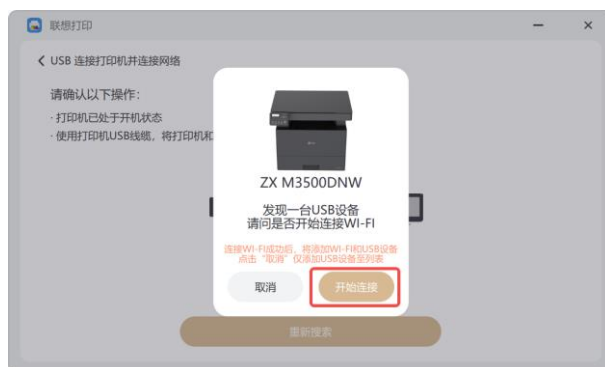 联想打印
USB 连接打印机并连接网络
请确认以下操作：
· 打印机已处于开机状态
· 使用打印机USB线缆，将打印机和
ZX M3500DNW
发现一台USB设备
请问是否开始连接WI-FI
连接WI-FI成功后，将添加WI-FI和USB设备
点击“取消”仅添加USB设备至列表
取消
开始连接
重新搜索